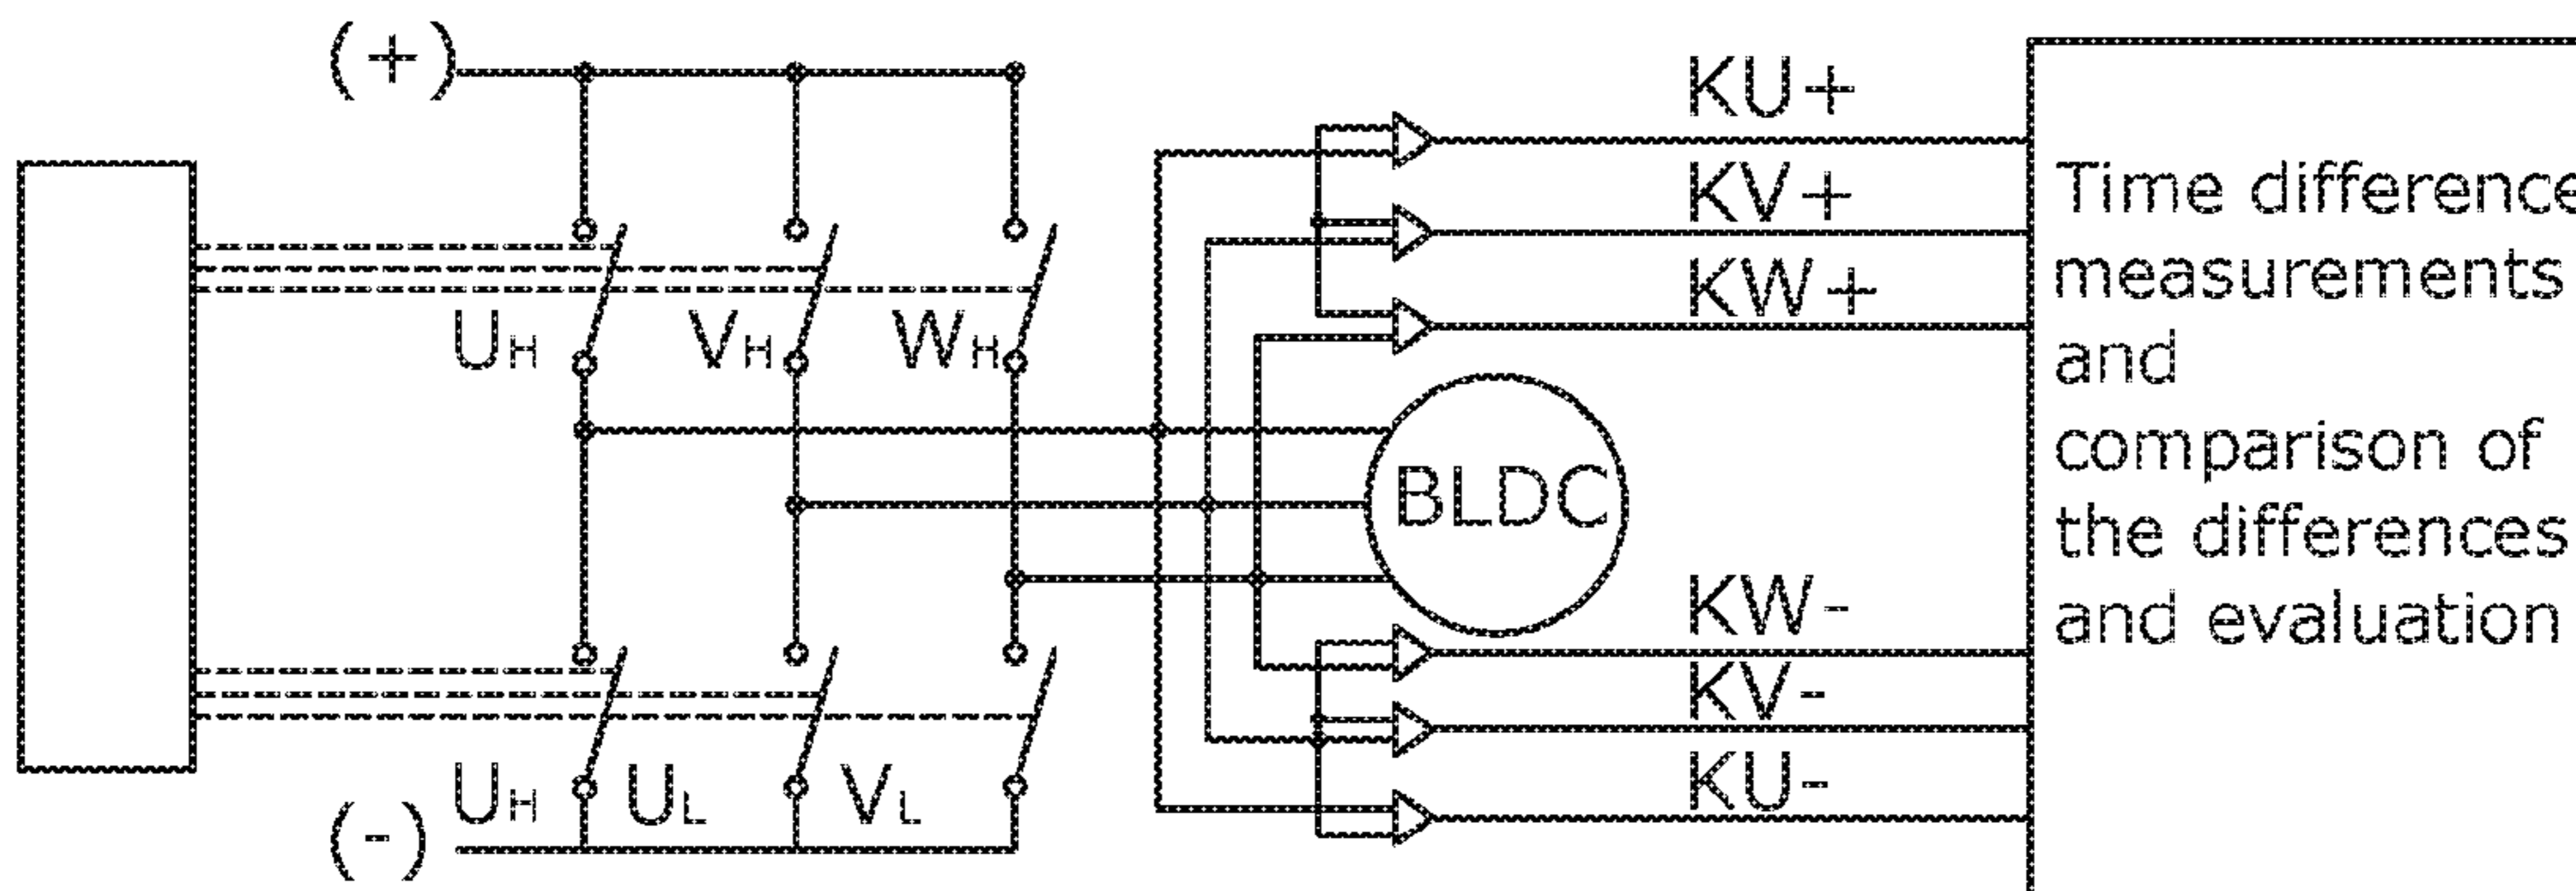 (+)
KU+
KV+
KW+
UH VH WH
BLDC
KW-
KV-
KU-
UH UL VL
(-)
Time difference
measurements
and
comparison of
the differences
and evaluation